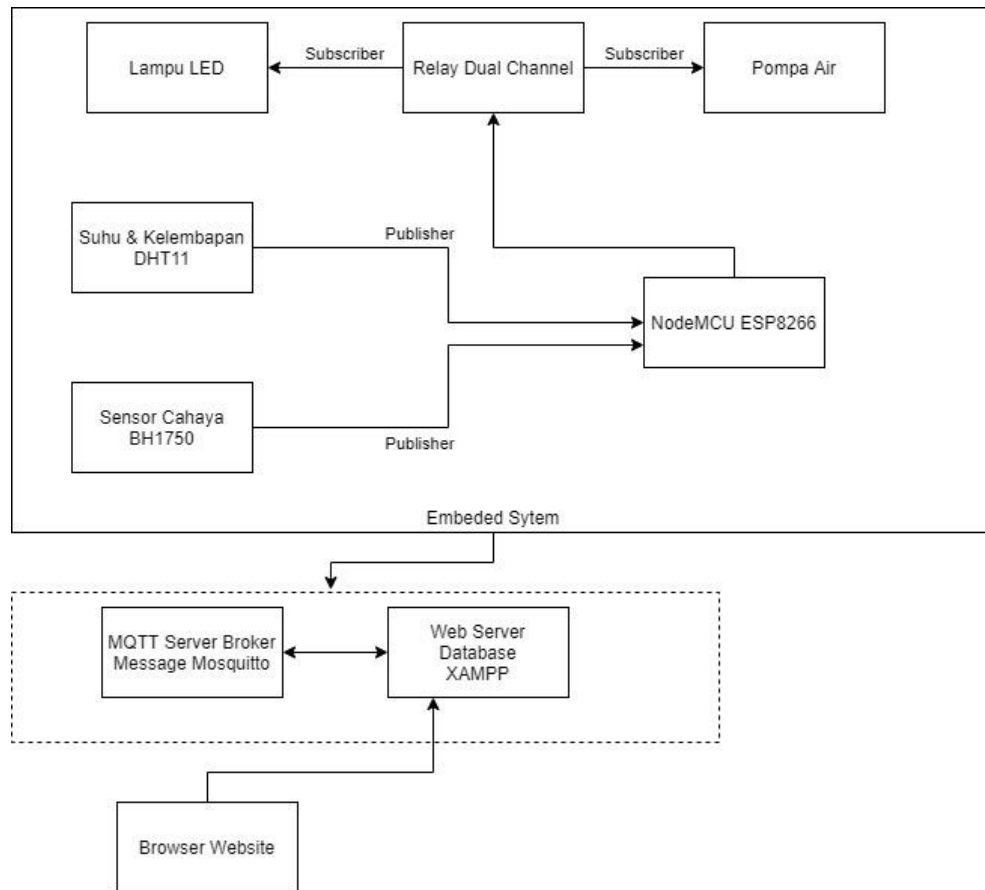 Lampu LED
Subscriber
Relay Dual Channel
Subscriber
Pompa Air
Suhu & Kelembapan
DHT11
Publisher
NodeMCU ESP8266
Sensor Cahaya
BH1750
Publisher
Embeded Sytem
MQTT Server Broker
Message Mosquitto
Web Server
Database
XAMPP
Browser Website